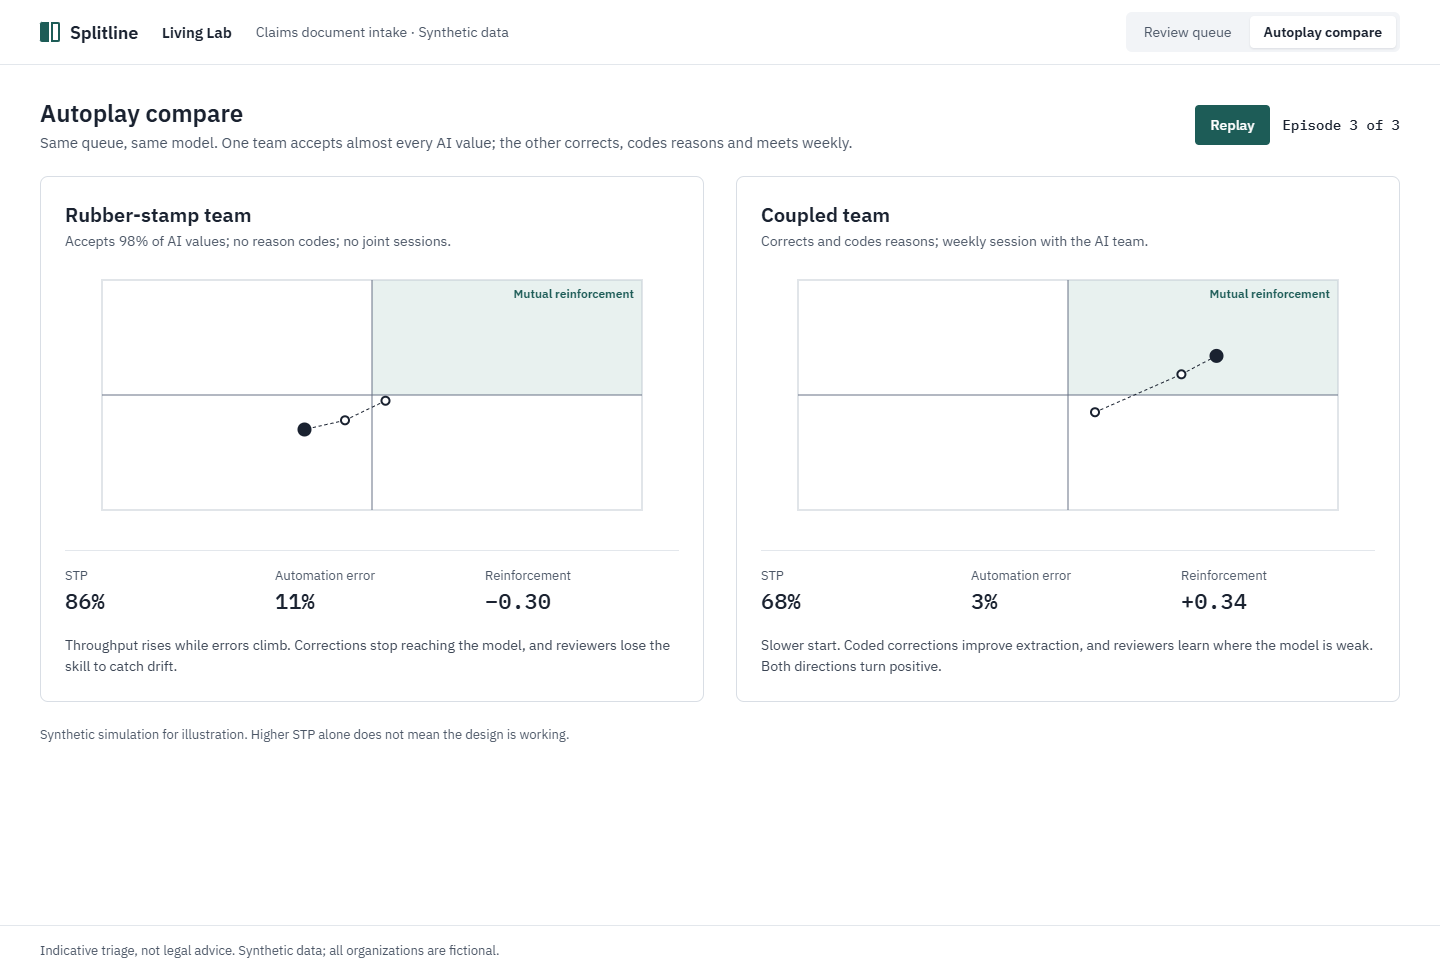 Splitline
Living Lab
Claims document intake · Synthetic data
Review queue
Autoplay compare
Autoplay compare
Same queue, same model. One team accepts almost every AI value; the other corrects, codes reasons and meets weekly.
Replay
Episode 3 of 3
Rubber-stamp team
Accepts 98% of AI values; no reason codes; no joint sessions.
Mutual reinforcement
STP
Automation error
Reinforcement
86%
11%
−0.30
Throughput rises while errors climb. Corrections stop reaching the model, and reviewers lose the
skill to catch drift.
Coupled team
Corrects and codes reasons; weekly session with the AI team.
Mutual reinforcement
STP
Automation error
Reinforcement
68%
3%
+0.34
Slower start. Coded corrections improve extraction, and reviewers learn where the model is weak.
Both directions turn positive.
Synthetic simulation for illustration. Higher STP alone does not mean the design is working.
Indicative triage, not legal advice. Synthetic data; all organizations are fictional.